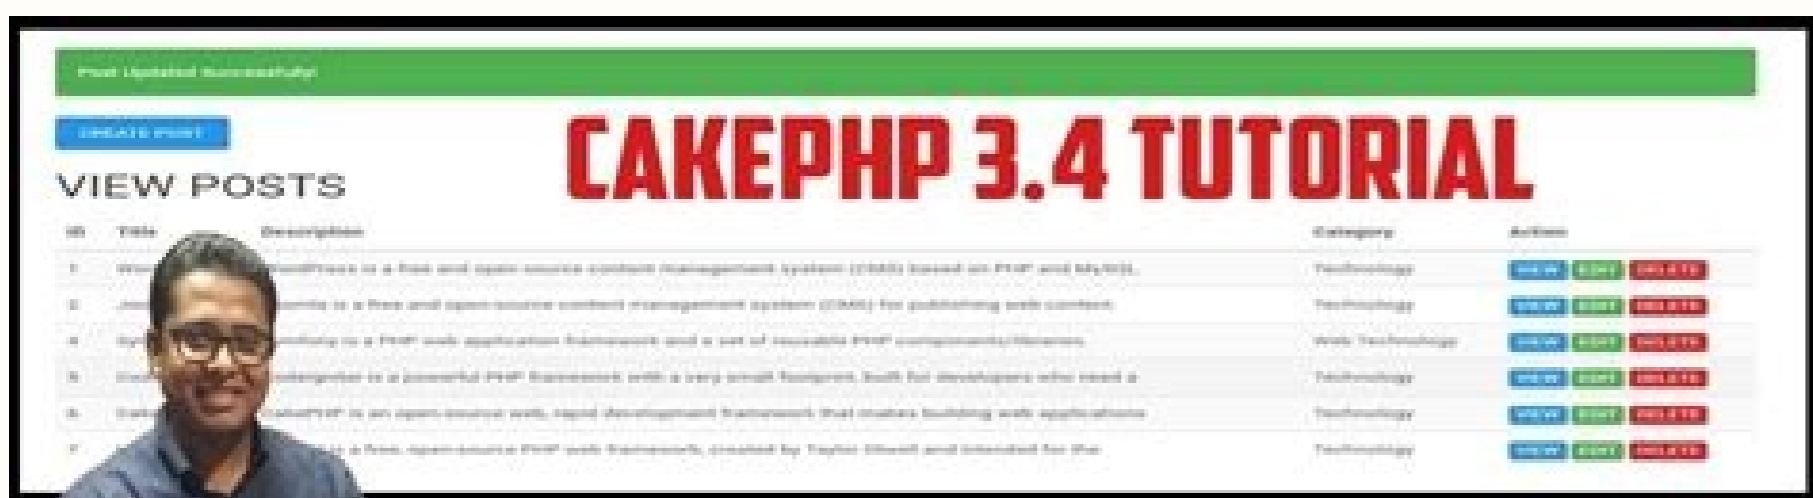 Post Updated Successfully!
CREATE POST
CAKEPHP 3.4 TUTORIAL
VIEW POSTS
ID Title Description Category Action
1 WordPress is a free and open-source content management system (CMS) based on PHP and MySQL. Technology VIEW EDIT DELETE
2 is a free and open-source content management system (CMS) for publishing web content. Technology VIEW EDIT DELETE
4 is a PHP web application framework and a set of reusable PHP components/libraries. Web Technology VIEW EDIT DELETE
5 is a powerful PHP framework with a very small footprint, built for developers who need a Technology VIEW EDIT DELETE
6 is an open-source web, rapid development framework that makes building web applications Technology VIEW EDIT DELETE
7 is a free, open-source PHP web framework, created by Taylor Otwell and intended for the Technology VIEW EDIT DELETE